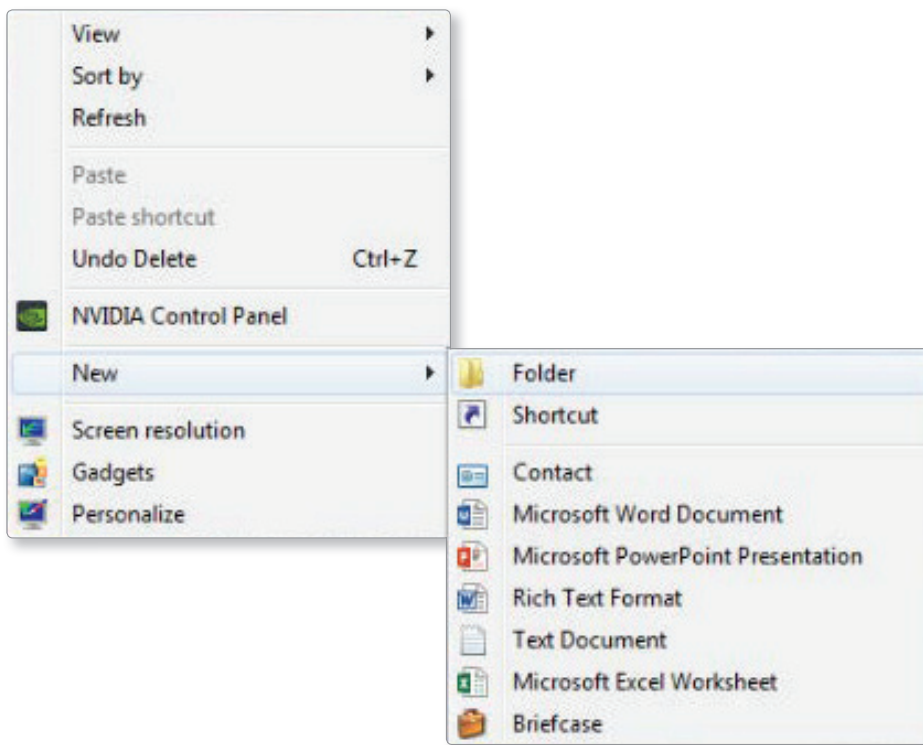 View
Sort by
Refresh
Paste
Paste shortcut
Undo Delete Ctrl+Z
NVIDIA Control Panel
New
Screen resolution
Gadgets
Personalize
Folder
Shortcut
Contact
Microsoft Word Document
Microsoft PowerPoint Presentation
Rich Text Format
Text Document
Microsoft Excel Worksheet
Briefcase